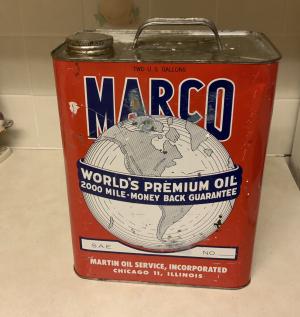 TWO U.S. GALLONS
MARCO
WORLD'S PREMIUM OIL
2000 MILE-MONEY BACK GUARANTEE
S.A.E. NO.
MARTIN OIL SERVICE, INCORPORATED
CHICAGO 11, ILLINOIS